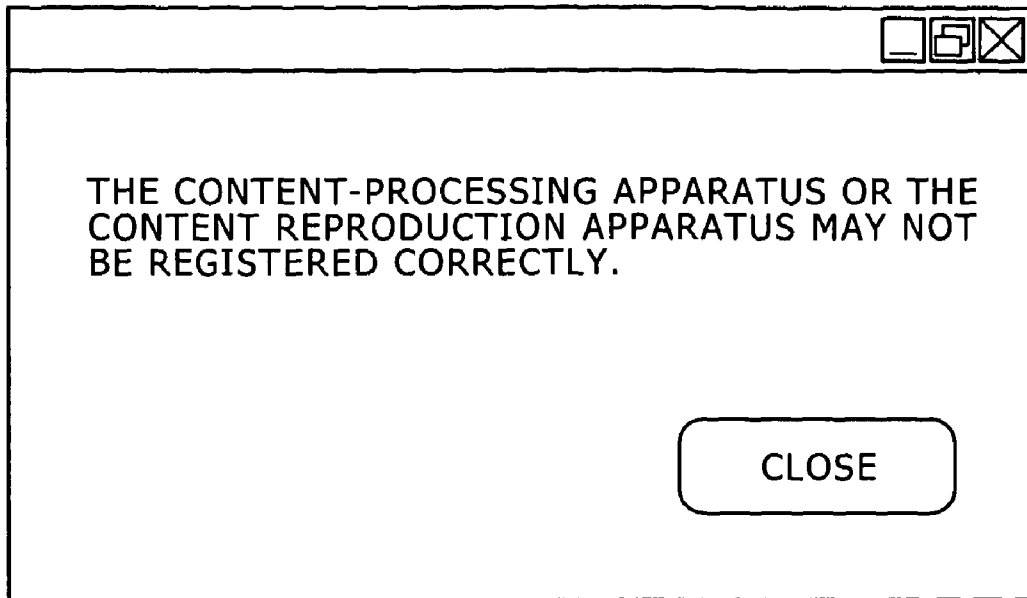 THE CONTENT-PROCESSING APPARATUS OR THE
CONTENT REPRODUCTION APPARATUS MAY NOT
BE REGISTERED CORRECTLY.
CLOSE